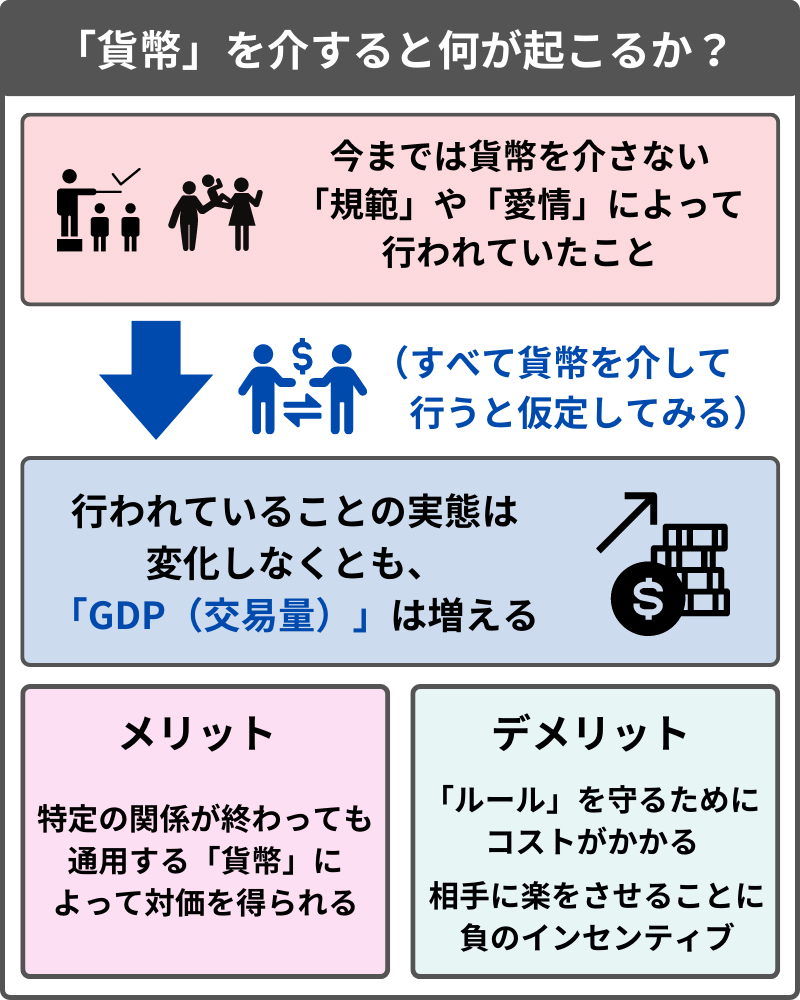 「貨幣」を介すると何が起こるか？
今までは貨幣を介さない
「規範」や「愛情」によって
行われていたこと
$
（すべて貨幣を介して
行うと仮定してみる）
行われていることの実態は
変化しなくとも、
「GDP（交易量）」は増える
$
メリット
特定の関係が終わっても
通用する「貨幣」に
よって対価を得られる
デメリット
「ルール」を守るために
コストがかかる
相手に楽をさせることに
負のインセンティブ